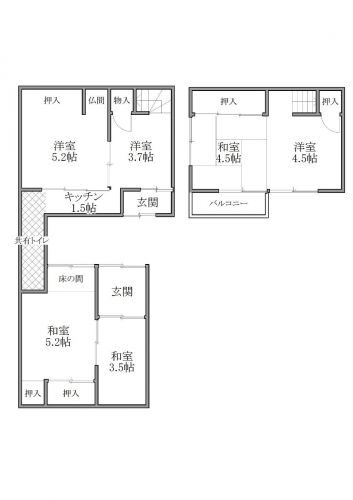 押入
仏間
物入
洋室
5.2帖
洋室
3.7帖
キッチン
1.5帖
玄関
共有トイレ
床の間
玄関
和室
5.2帖
和室
3.5帖
押入
押入
押入
押入
和室
4.5帖
洋室
4.5帖
バルコニー